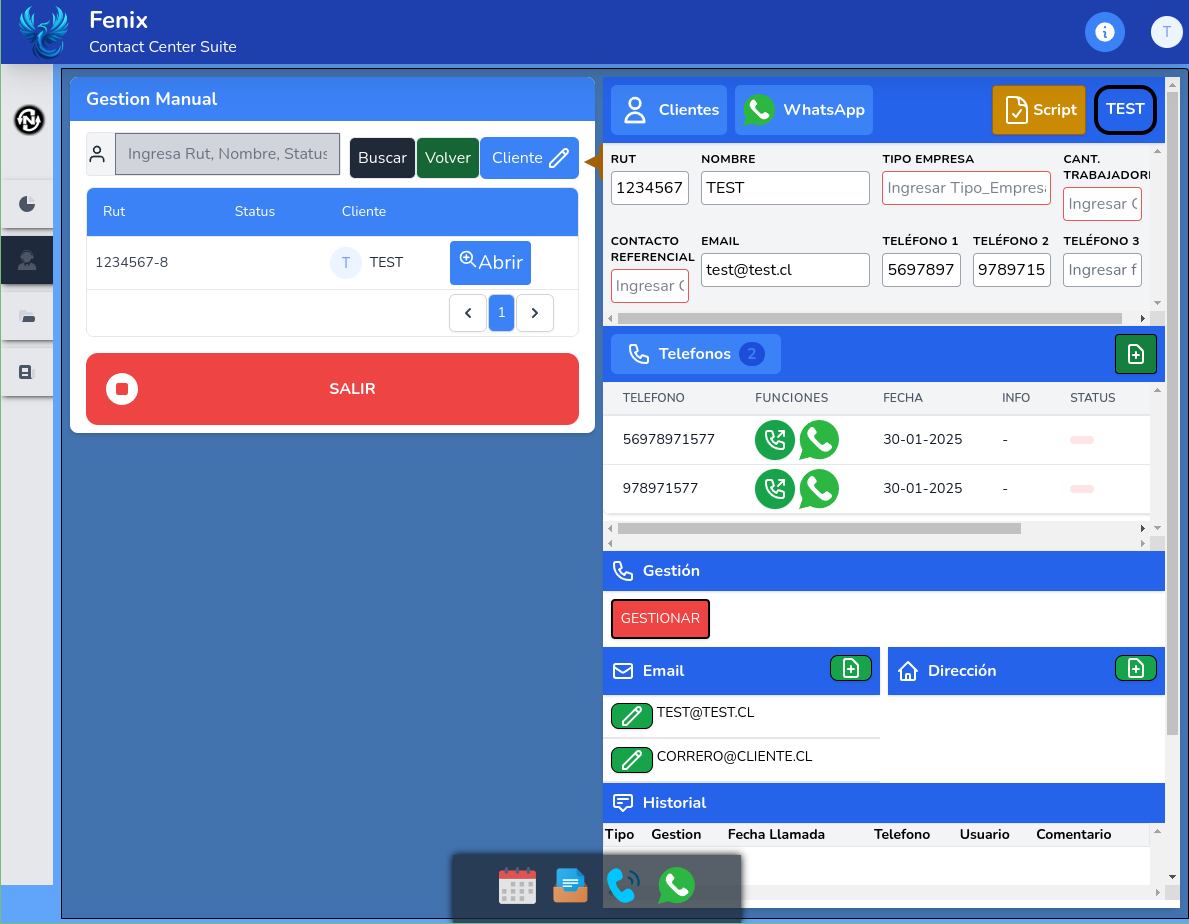 Fenix
Contact Center Suite
T
Gestion Manual
Ingresa Rut, Nombre, Status
Buscar
Volver
Cliente
Rut Status Cliente
1234567-8 T TEST Abrir
1
SALIR
Clientes
WhatsApp
Script
TEST
RUT NOMBRE TIPO EMPRESA CANT.
TRABAJADORI
1234567 TEST Ingresar Tipo_Empresa Ingresar C
CONTACTO EMAIL TELÉFONO 1 TELÉFONO 2 TELÉFONO 3
REFERENCIAL
Ingresar C test@test.cl 5697897 9789715 Ingresar f
Telefonos 2
TELEFONO FUNCIONES FECHA INFO STATUS
56978971577 30-01-2025 -
978971577 30-01-2025 -
Gestión
GESTIONAR
Email
Dirección
TEST@TEST.CL
CORRERO@CLIENTE.CL
Historial
Tipo Gestion Fecha Llamada Telefono Usuario Comentario